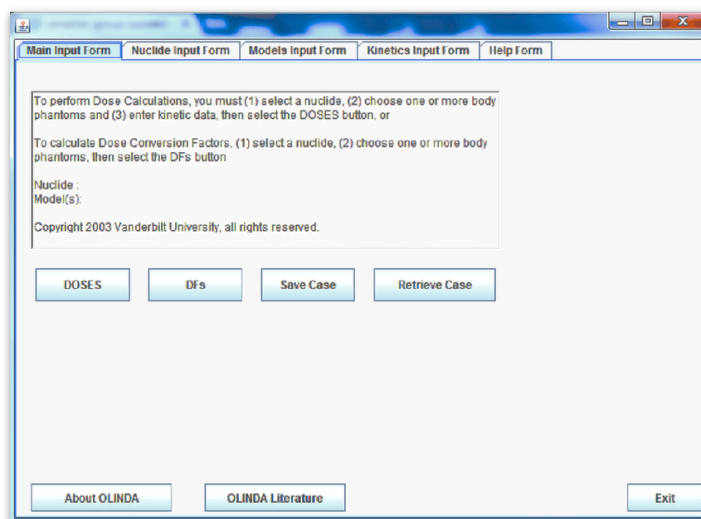 Main Input Form Nuclide Input Form Models Input Form Kinetics Input Form Help Form
To perform Dose Calculations, you must (1) select a nuclide, (2) choose one or more body
phantoms and (3) enter kinetic data, then select the DOSES button, or
To calculate Dose Conversion Factors, (1) select a nuclide, (2) choose one or more body
phantoms, then select the DFs button
Nuclide :
Model(s):
Copyright 2003 Vanderbilt University, all rights reserved.
DOSES DFs Save Case Retrieve Case
About OLINDA OLINDA Literature Exit